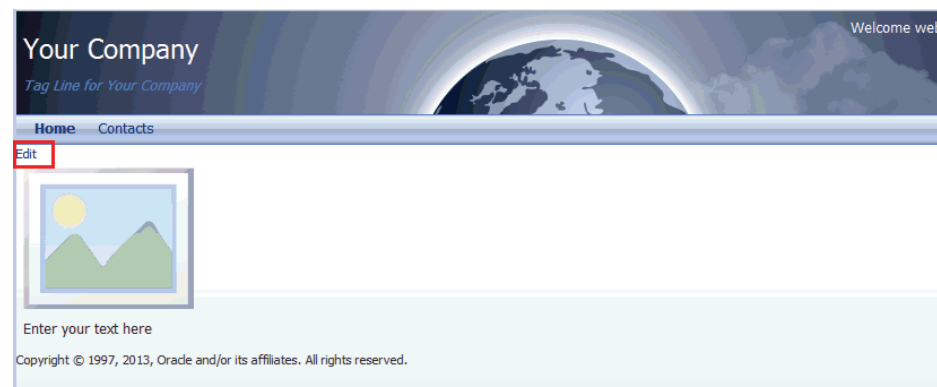 Welcome wel
Your Company
Tag Line for Your Company
Home Contacts
Edit
Enter your text here
Copyright © 1997, 2013, Oracle and/or its affiliates. All rights reserved.